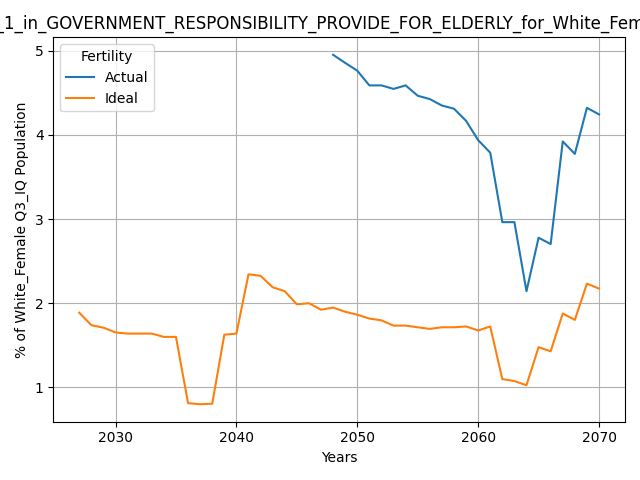 _1_in_GOVERNMENT_RESPONSIBILITY_PROVIDE_FOR_ELDERLY_for_White_Fem
Fertility
Actual
Ideal
% of White_Female Q3_IQ Population
5
4
3
2
1
2030 2040 2050 2060 2070
Years